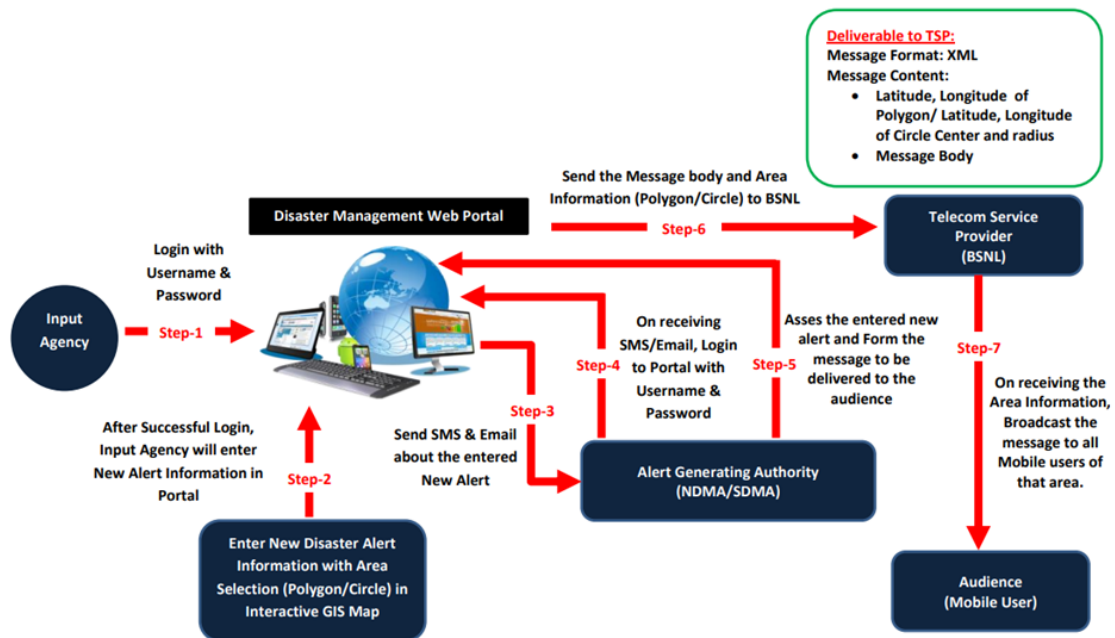 Deliverable to TSP:
Message Format: XML
Message Content:
• Latitude, Longitude of
Polygon/ Latitude, Longitude
of Circle Center and radius
• Message Body
Send the Message body and Area
Information (Polygon/Circle) to BSNL
Disaster Management Web Portal
Step-6
Telecom Service
Provider
(BSNL)
Login with
Username &
Password
Input
Agency
Step-1
On receiving
SMS/Email, Login
to Portal with
Username &
Password
Step-4
Asses the entered new
alert and Form the
message to be
delivered to the
audience
Step-5
Step-7
On receiving the
Area Information,
Broadcast the
message to all
Mobile users of
that area.
Step-3
Send SMS & Email
about the entered
New Alert
After Successful Login,
Input Agency will enter
New Alert Information in
Portal
Step-2
Alert Generating Authority
(NDMA/SDMA)
Enter New Disaster Alert
Information with Area
Selection (Polygon/Circle) in
Interactive GIS Map
Audience
(Mobile User)